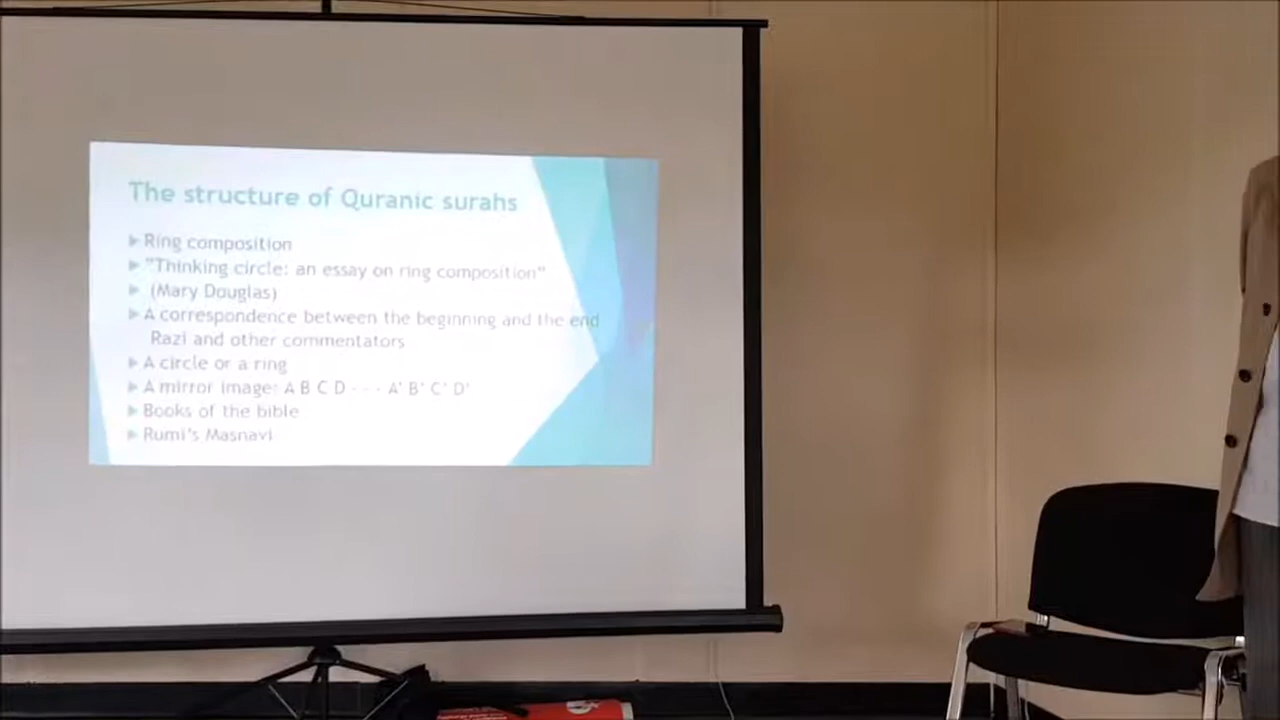 The structure of Quranic surahs
Ring composition
"Thinking circle: an essay on ring composition"
(Mary Douglas)
A correspondence between the beginning and the end
Razi and other commentators
A circle or a ring
A mirror image: A B C D - - - A' B' C' D'
Books of the bible
Rumi's Masnavi